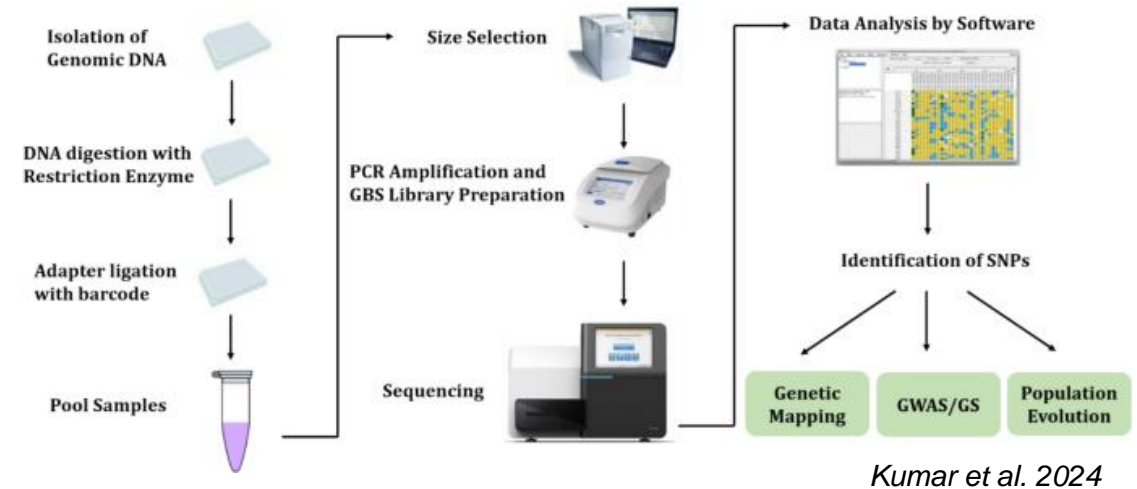 Isolation of
Genomic DNA
DNA digestion with
Restriction Enzyme
Adapter ligation
with barcode
Pool Samples
Size Selection
PCR Amplification and
GBS Library Preparation
Sequencing
Data Analysis by Software
Identification of SNPs
Genetic
Mapping
GWAS/GS
Population
Evolution
Kumar et al. 2024